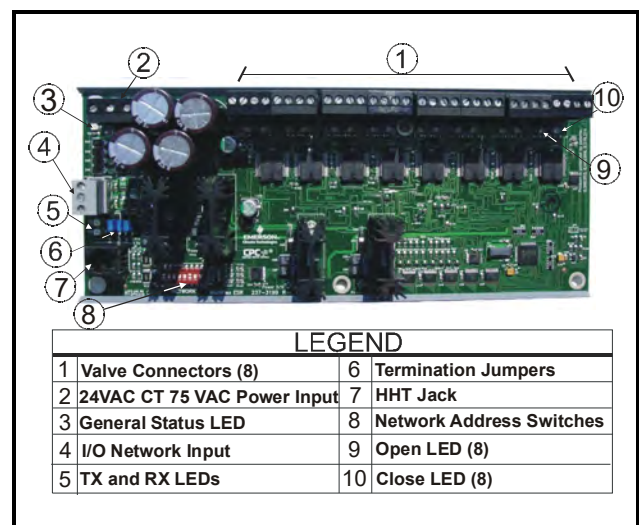 1
2
3
10
4
9
5
6
7
8
EMERSON
CPC
LEGEND
1 Valve Connectors (8) 6 Termination Jumpers
2 24VAC CT 75 VAC Power Input 7 HHT Jack
3 General Status LED 8 Network Address Switches
4 I/O Network Input 9 Open LED (8)
5 TX and RX LEDs 10 Close LED (8)